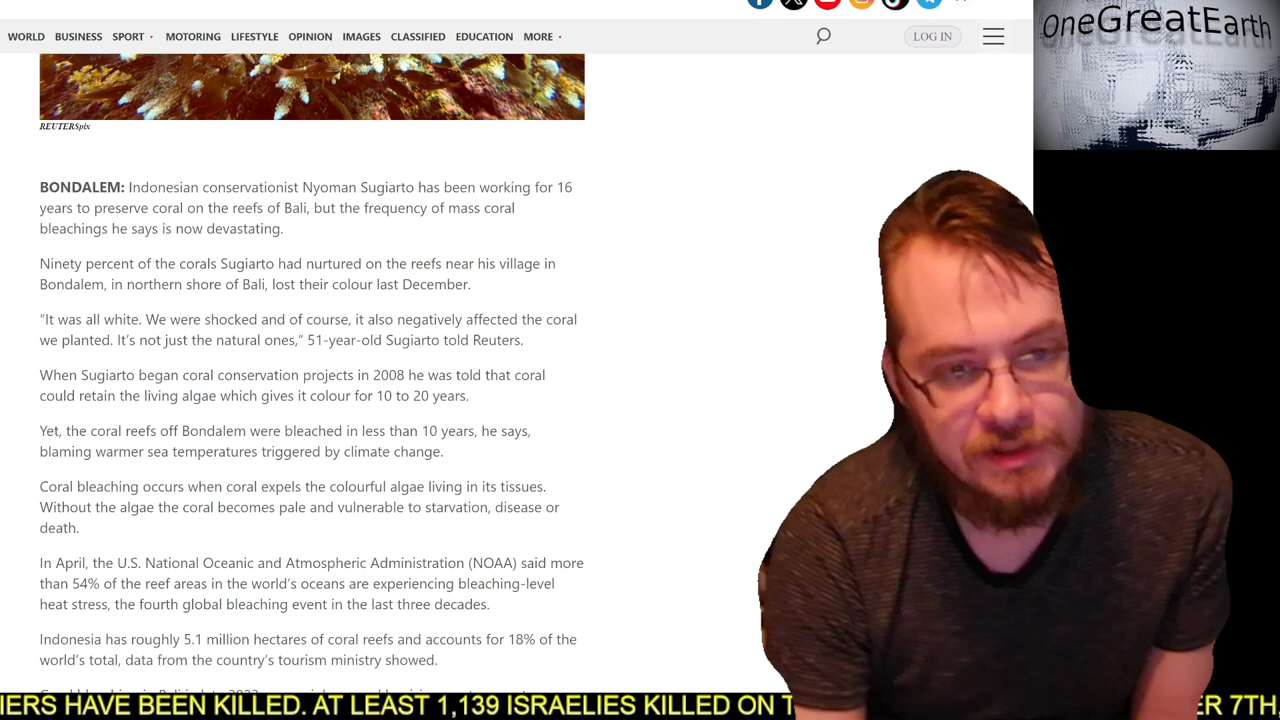 WORLD BUSINESS SPORT MOTORING LIFESTYLE OPINION IMAGES CLASSIFIED EDUCATION MORE LOG IN
OneGreatEarth
REUTERSpix
BONDALEM: Indonesian conservationist Nyoman Sugiarto has been working for 16
years to preserve coral on the reefs of Bali, but the frequency of mass coral
bleachings he says is now devastating.
Ninety percent of the corals Sugiarto had nurtured on the reefs near his village in
Bondalem, in northern shore of Bali, lost their colour last December.
“It was all white. We were shocked and of course, it also negatively affected the coral
we planted. It’s not just the natural ones,“ 51-year-old Sugiarto told Reuters.
When Sugiarto began coral conservation projects in 2008 he was told that coral
could retain the living algae which gives it colour for 10 to 20 years.
Yet, the coral reefs off Bondalem were bleached in less than 10 years, he says,
blaming warmer sea temperatures triggered by climate change.
Coral bleaching occurs when coral expels the colourful algae living in its tissues.
Without the algae the coral becomes pale and vulnerable to starvation, disease or
death.
In April, the U.S. National Oceanic and Atmospheric Administration (NOAA) said more
than 54% of the reef areas in the world’s oceans are experiencing bleaching-level
heat stress, the fourth global bleaching event in the last three decades.
Indonesia has roughly 5.1 million hectares of coral reefs and accounts for 18% of the
world’s total, data from the country’s tourism ministry showed.
IERS HAVE BEEN KILLED. AT LEAST 1,139 ISRAELIES KILLED ON T ER 7TH